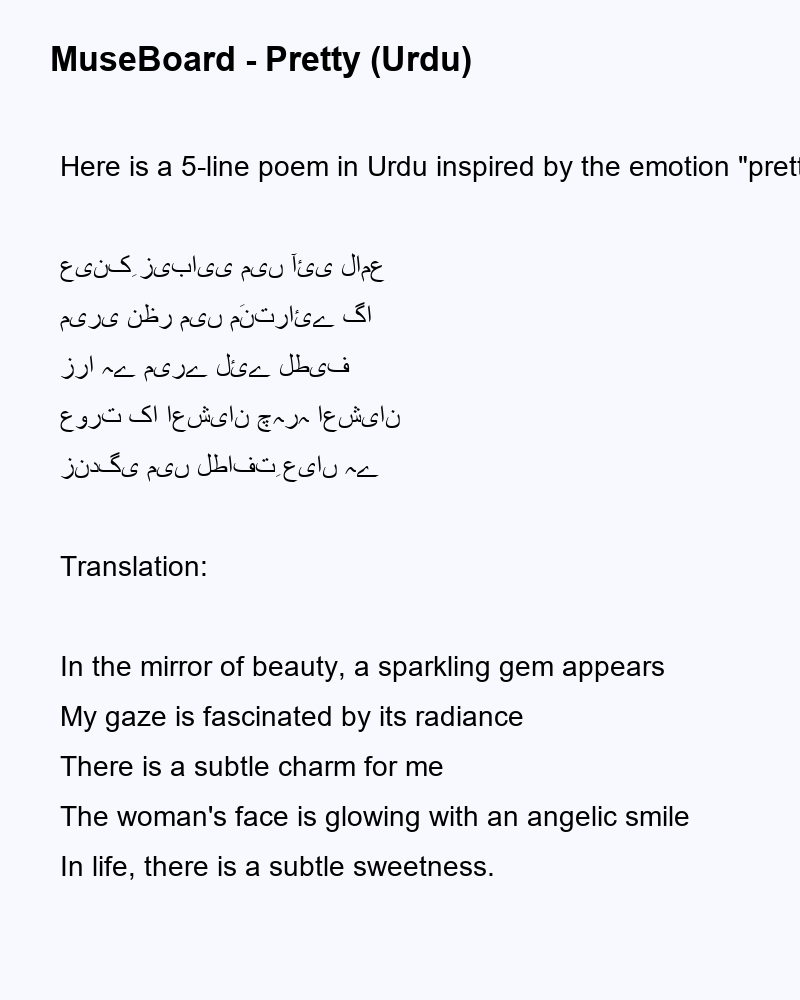 MuseBoard - Pretty (Urdu)
Here is a 5-line poem in Urdu inspired by the emotion "prett
عینکِزیبایی میں آئی لامع
میری نظر میں منَترائے گا
زرا ہے میرے لئے لطیف
عورت کا اعشیان چہرہ اعشیان
زندگی میں لطافتِعیاں ہے
Translation:
In the mirror of beauty, a sparkling gem appears
My gaze is fascinated by its radiance
There is a subtle charm for me
The woman's face is glowing with an angelic smile
In life, there is a subtle sweetness.